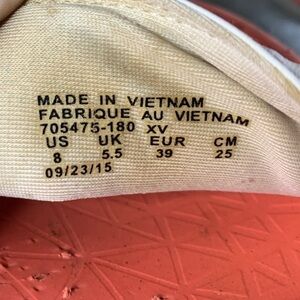 MADE IN VIETNAM
FABRIQUE AU VIETNAM
705475-180 XV
US UK EUR CM
8 5.5 39 25
09/23/15